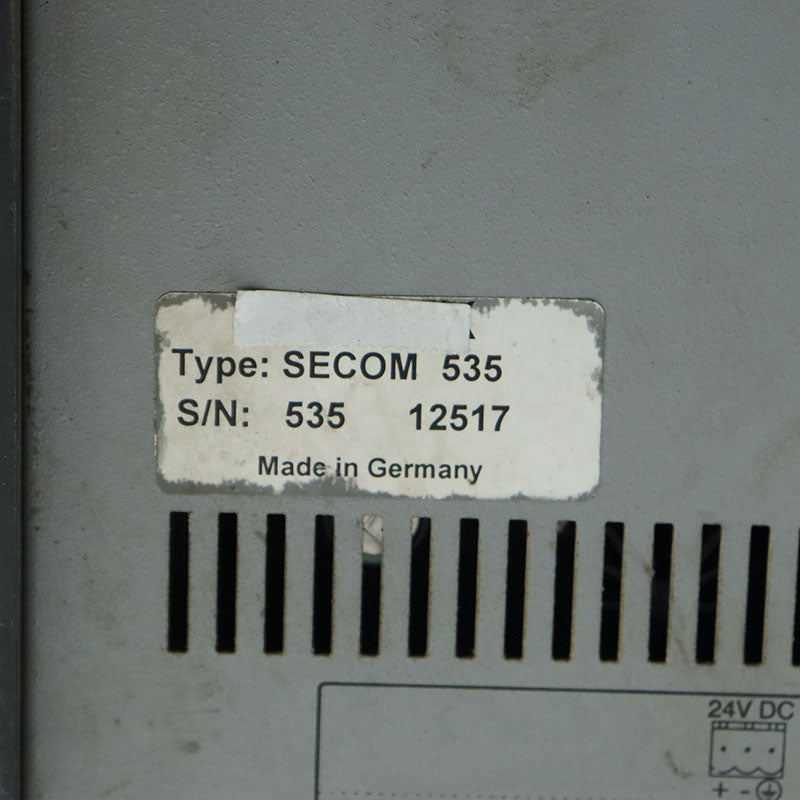 Type: SECOM 535
S/N: 535 12517
Made in Germany
24V DC
+ -